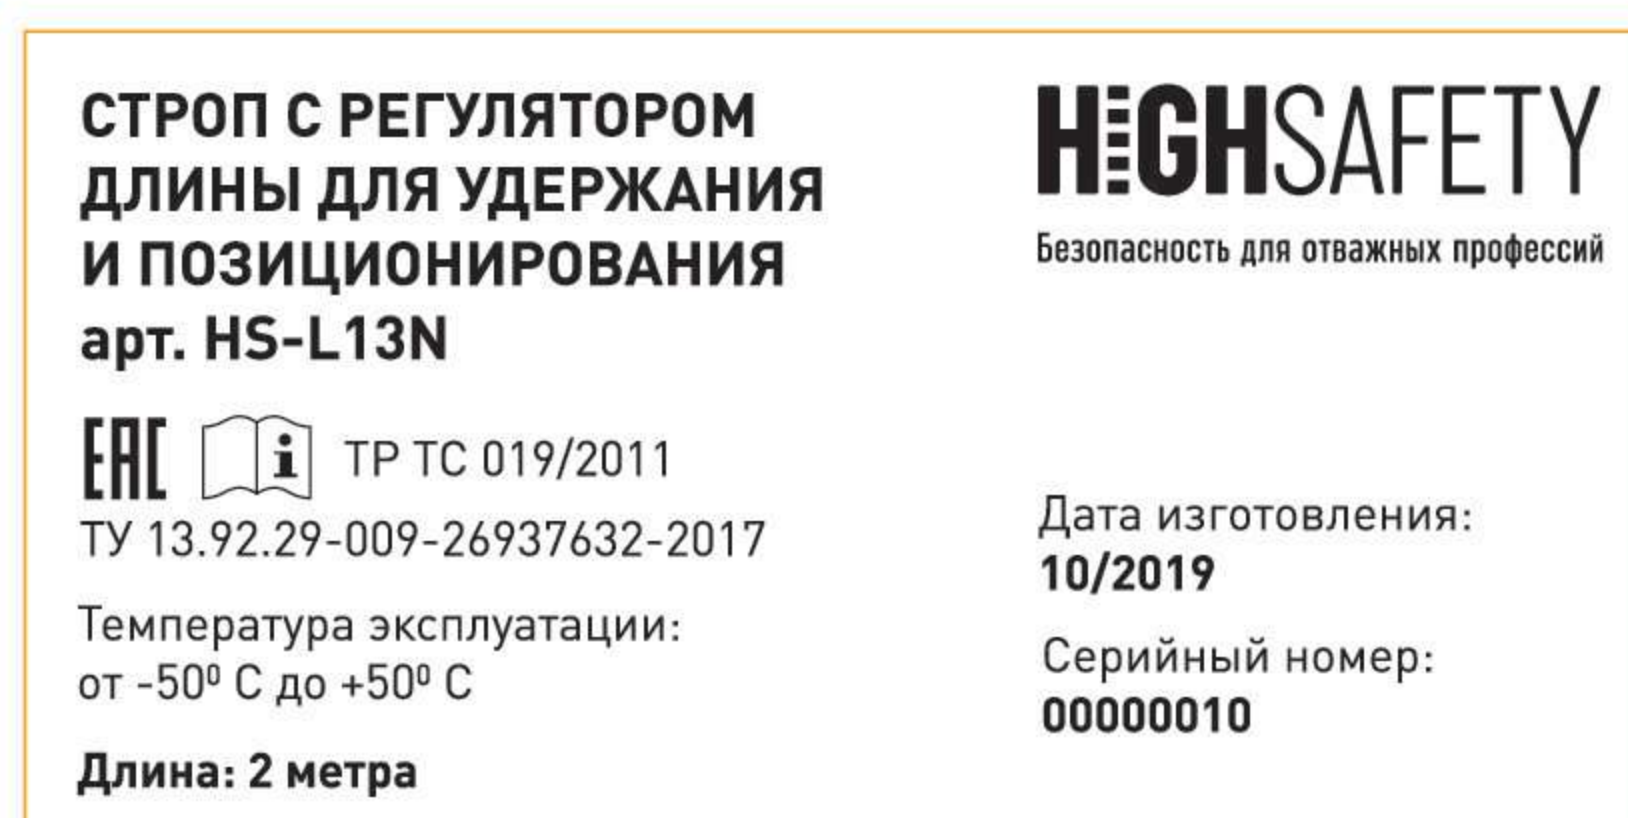 СТРОП С РЕГУЛЯТОРОМ
ДЛИНЫ ДЛЯ УДЕРЖАНИЯ
И ПОЗИЦИОНИРОВАНИЯ
арт. HS-L13N
EAC i ТР ТС 019/2011
ТУ 13.92.29-009-26937632-2017
Температура эксплуатации:
от -50⁰ С до +50⁰ С
Длина: 2 метра
HIGHSAFETY
Безопасность для отважных профессий
Дата изготовления:
10/2019
Серийный номер:
00000010